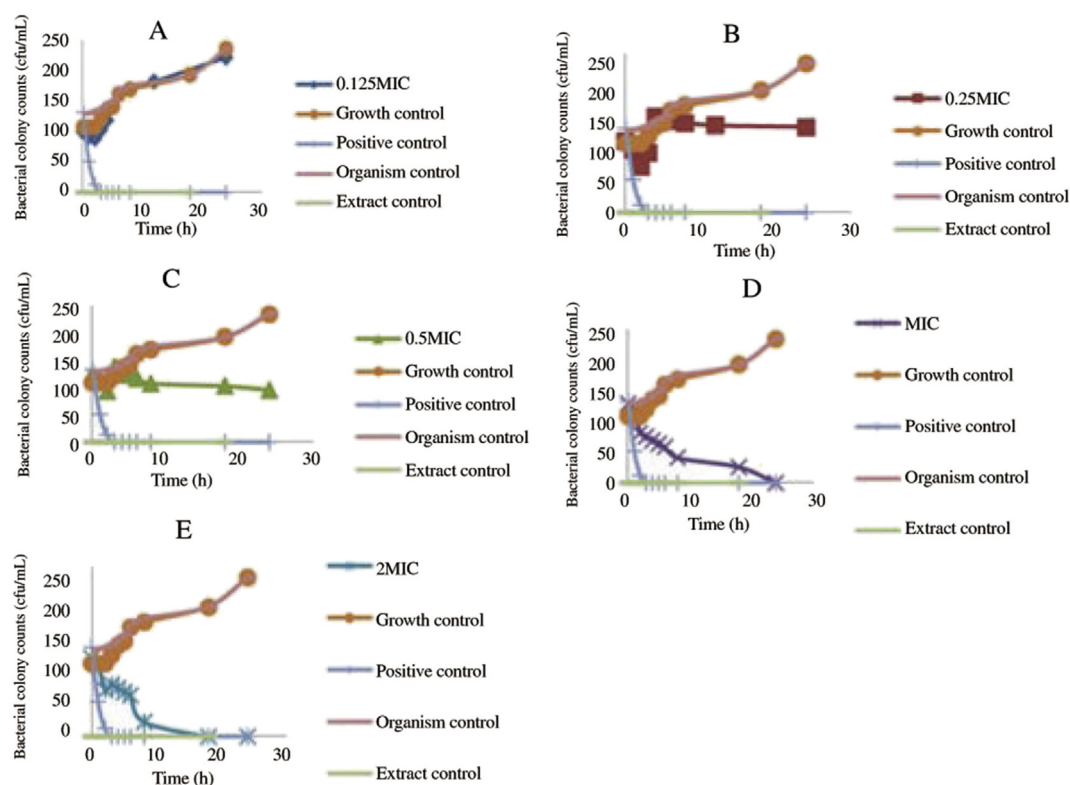 A
Bacterial colony counts (cfu/mL)
250
200
150
100
50
0
0 10 20 30
Time (h)
0.125MIC
Growth control
Positive control
Organism control
Extract control
B
Bacterial colony counts (cfu/mL)
250
200
150
100
50
0
0 10 20 30
Time (h)
0.25MIC
Growth control
Positive control
Organism control
Extract control
C
Bacterial colony counts (cfu/mL)
250
200
150
100
50
0
0 10 20 30
Time (h)
0.5MIC
Growth control
Positive control
Organism control
Extract control
D
Bacterial colony counts (cfu/mL)
250
200
150
100
50
0
0 10 20 30
Time (h)
MIC
Growth control
Positive control
Organism control
Extract control
E
Bacterial colony counts (cfu/mL)
250
200
150
100
50
0
0 10 20 30
Time (h)
2MIC
Growth control
Positive control
Organism control
Extract control